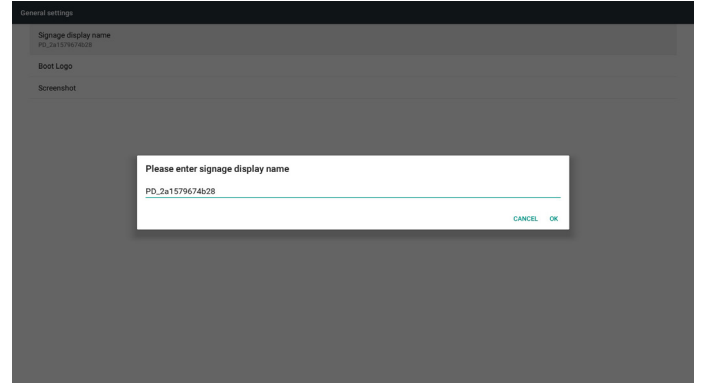 General settings
Signage display name
PD_2a1579674b28
Boot Logo
Screenshot
Please enter signage display name
PD_2a1579674b28
CANCEL OK